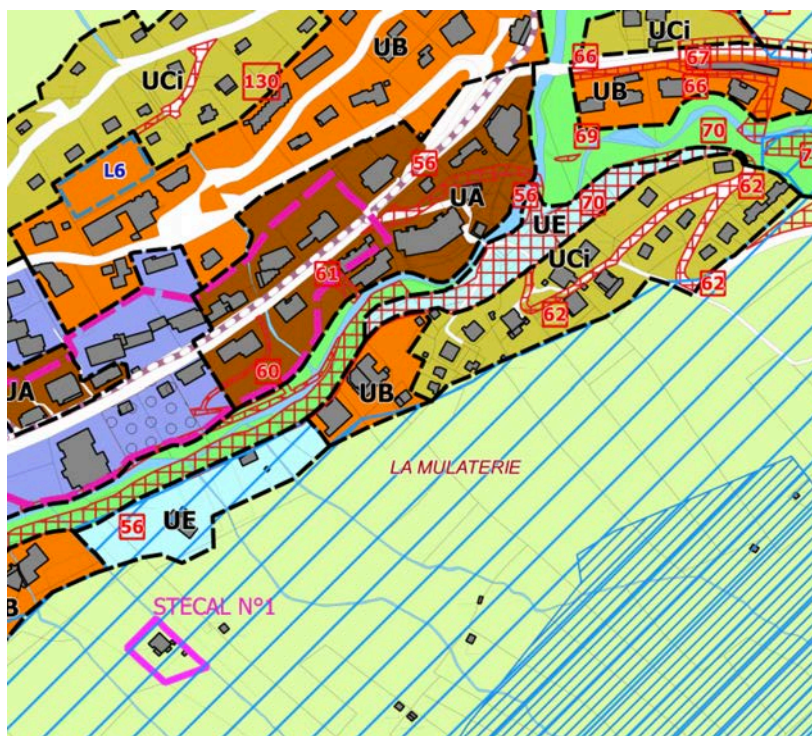 UCi
66
67
UCi
UB
130
UB
66
69
70
L6
56
UA
56
70
62
UE
UCi
61
62
62
60
UA
UB
LA MULATERIE
56
UE
B
STECAL N°1